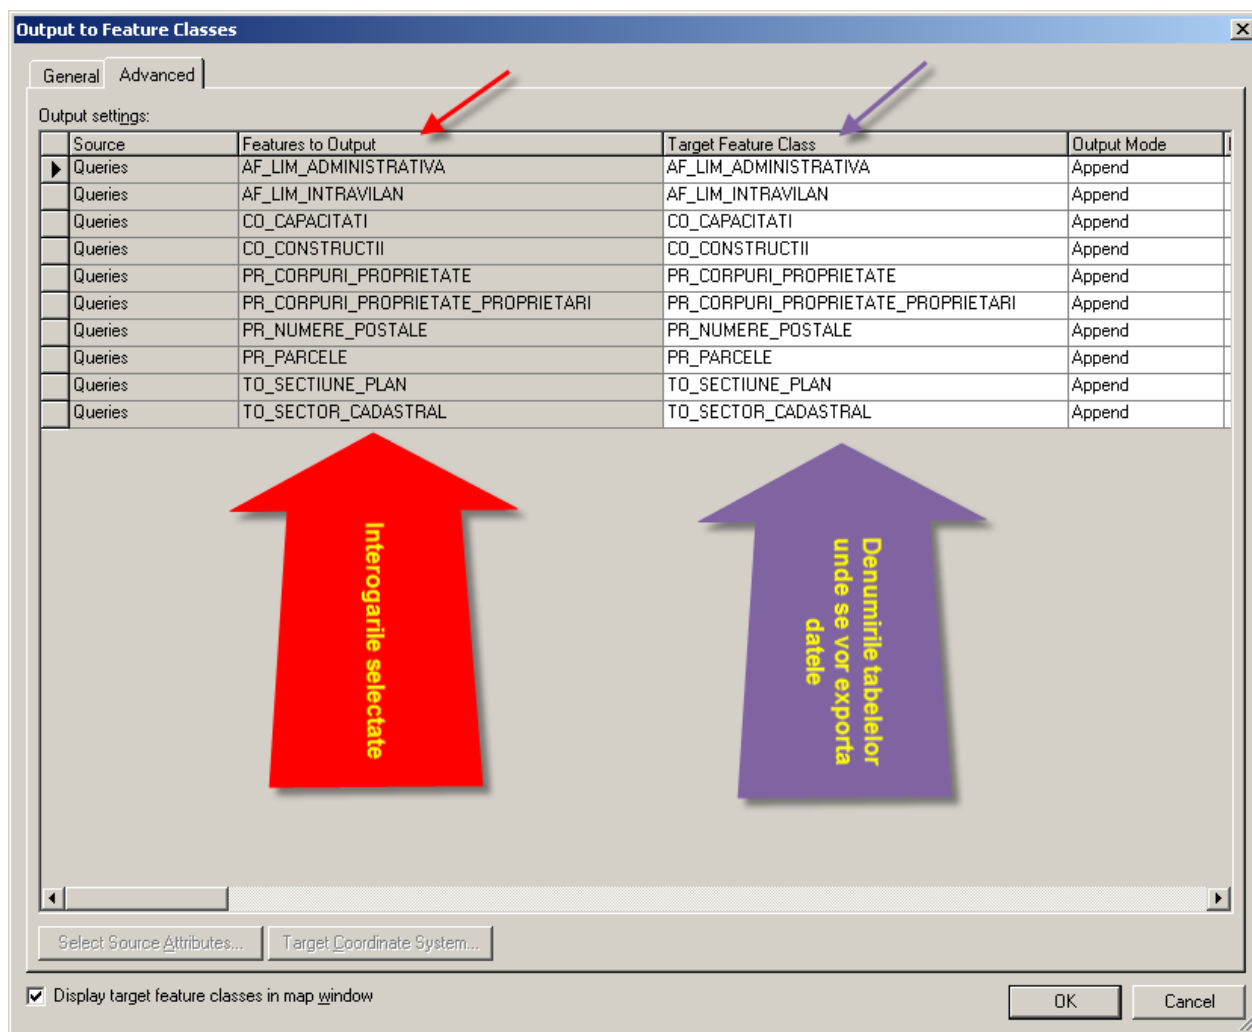 Output to Feature Classes
General Advanced
Output settings:
Source Features to Output Target Feature Class Output Mode
Queries AF_LIM_ADMINISTRATIVA AF_LIM_ADMINISTRATIVA Append
Queries AF_LIM_INTRAVILAN AF_LIM_INTRAVILAN Append
Queries CO_CAPACITATI CO_CAPACITATI Append
Queries CO_CONSTRUCTII CO_CONSTRUCTII Append
Queries PR_CORPURI_PROPRIETATE PR_CORPURI_PROPRIETATE Append
Queries PR_CORPURI_PROPRIETATE_PROPRIETARI PR_CORPURI_PROPRIETATE_PROPRIETARI Append
Queries PR_NUMERE_POSTALE PR_NUMERE_POSTALE Append
Queries PR_PARCELE PR_PARCELE Append
Queries TO_SECTIUNE_PLAN TO_SECTIUNE_PLAN Append
Queries TO_SECTOR_CADASTRAL TO_SECTOR_CADASTRAL Append
Interogarile selectate
Denumirile tabelelor
unde se vor exporta
datele
Select Source Attributes... Target Coordinate System...
Display target feature classes in map window
OK Cancel